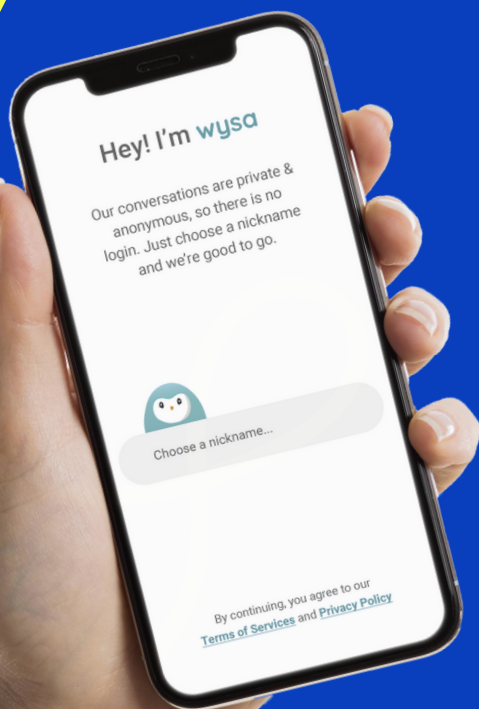 Hey! I'm wysa
Our conversations are private &
anonymous, so there is no
login. Just choose a nickname
and we're good to go.
Choose a nickname...
By continuing, you agree to our
Terms of Services and Privacy Policy